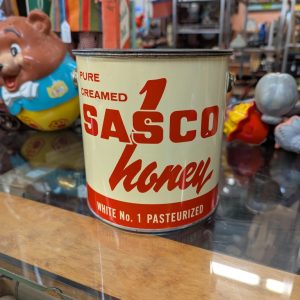 PURE
CREAMED
1
SASCO
honey
WHITE No. 1 PASTEURIZED